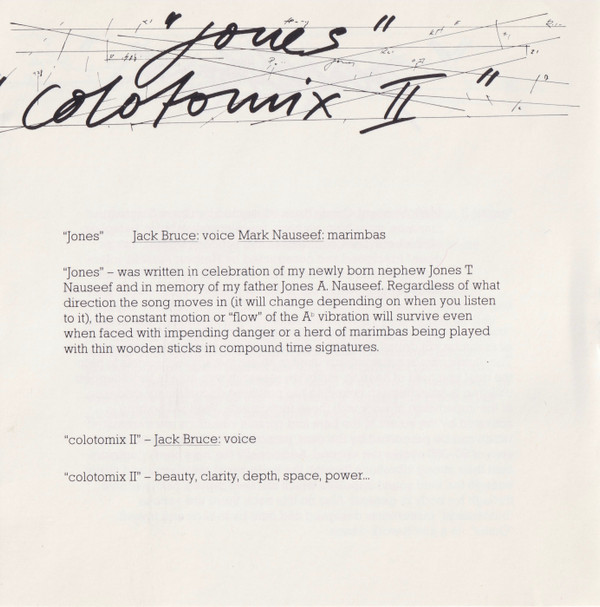 "Jones"
"Colotomix II"
"Jones" Jack Bruce: voice Mark Nauseef: marimbas
"Jones" – was written in celebration of my newly born nephew Jones T.
Nauseef and in memory of my father Jones A. Nauseef. Regardless of what
direction the song moves in (it will change depending on when you listen
to it), the constant motion or "flow" of the A♭ vibration will survive even
when faced with impending danger or a herd of marimbas being played
with thin wooden sticks in compound time signatures.
"colotomix II" – Jack Bruce: voice
"colotomix II" – beauty, clarity, depth, space, power...